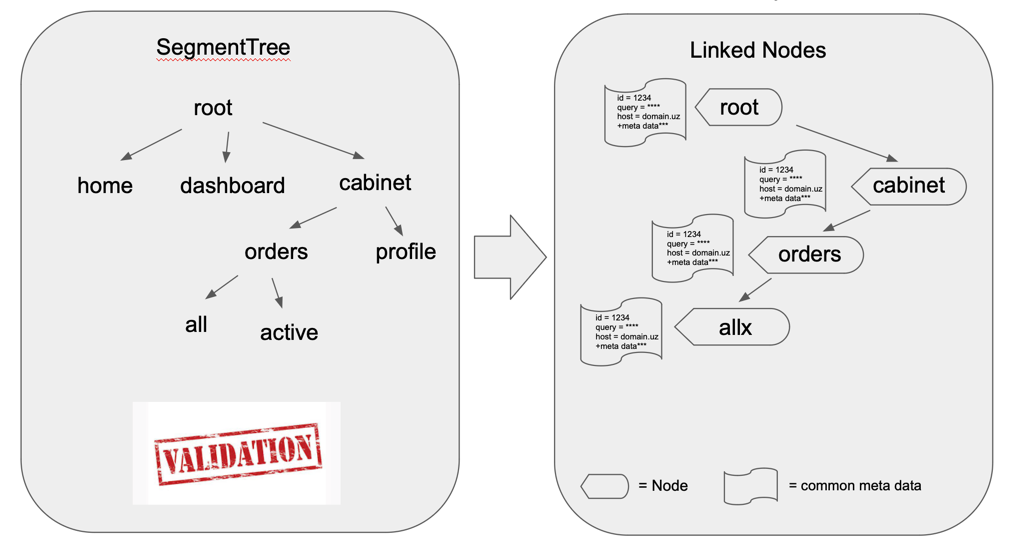 SegmentTree
root
home dashboard cabinet
orders profile
all active
VALIDATION
Linked Nodes
id = 1234
query = ****
host = domain.uz
+meta data***
root
id = 1234
query = ****
host = domain.uz
+meta data***
cabinet
id = 1234
query = ****
host = domain.uz
+meta data***
orders
id = 1234
query = ****
host = domain.uz
+meta data***
allx
= Node
= common meta data